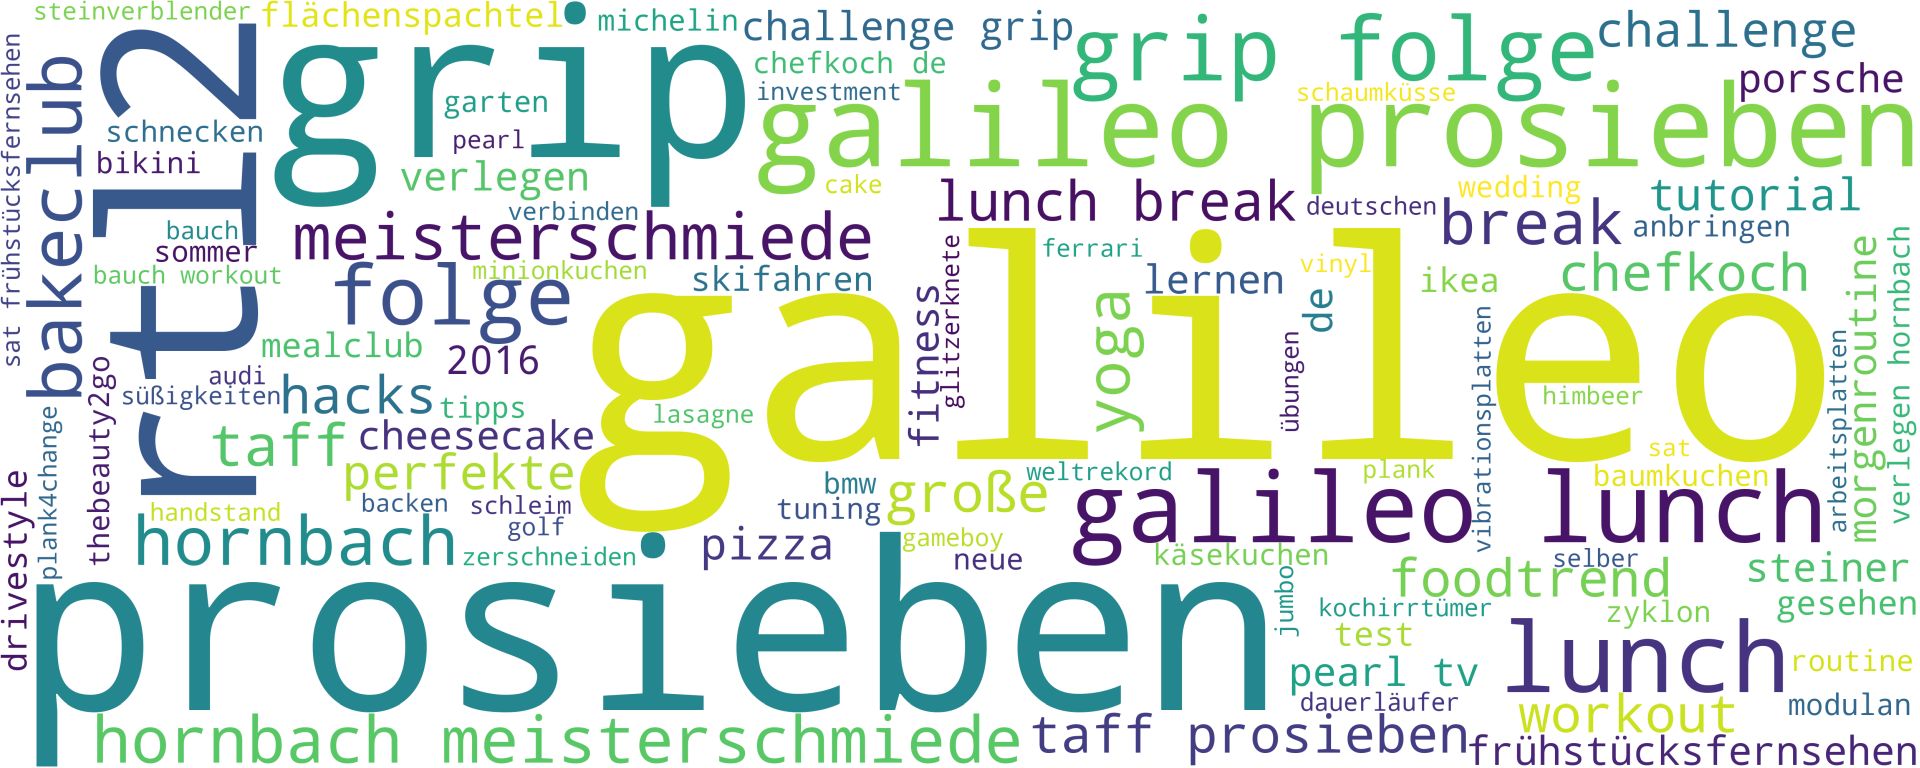 steinverblender
flächenspachtel
michelin
challenge grip
grip folge
challenge
sat frühstücksfernsehen
bakeclub
rtl2
grip
chefkoch de
porsche
investment
galileo prosieben
schaumküsse
garten
schnecken
pearl
bikini
verlegen
cake
lunch break
wedding
tutorial
verbinden
deutschen
break
anbringen
bauch
sommer
meisterschmiede
ferrari
bauch workout
minionkuchen
skifahren
lernen
vinyl
ikea
chefkoch
folge
galileo
fitness
glitzerknete
yoga
de
übungen
vibrationsplatten
arbeitsplatten
morgenroutine
verlegen hornbach
mealclub
2016
thebeauty2go
audi
süßigkeiten
hacks
tipps
lasagne
himbeer
plank4change
taff
cheesecake
perfekte
weltrekord
plank
sat
baumkuchen
drivestyle
bmw
große
galileo lunch
handstand
backen
schleim
tuning
golf
hornbach
zerschneiden
pizza
gameboy
neue
käsekuchen
selber
steiner
prosieben
jumbo
foodtrend
gesehen
kochirrtümer
zyklon
test
lunch
pearl tv
routine
dauerläufer
modulan
hornbach meisterschmiede
taff prosieben
workout
frühstücksfernsehen